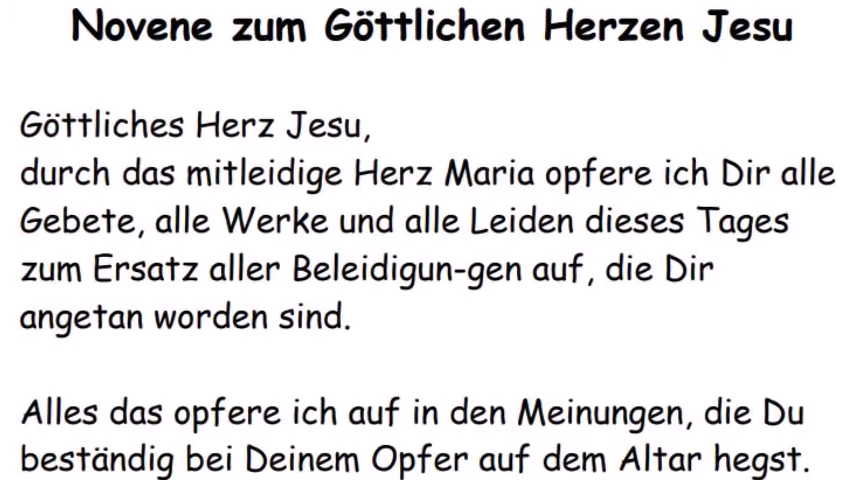 Novene zum Göttlichen Herzen Jesu
Göttliches Herz Jesu,
durch das mitleidige Herz Maria opfere ich Dir alle
Gebete, alle Werke und alle Leiden dieses Tages
zum Ersatz aller Beleidigun-gen auf, die Dir
angetan worden sind.
Alles das opfere ich auf in den Meinungen, die Du
beständig bei Deinem Opfer auf dem Altar hegst.